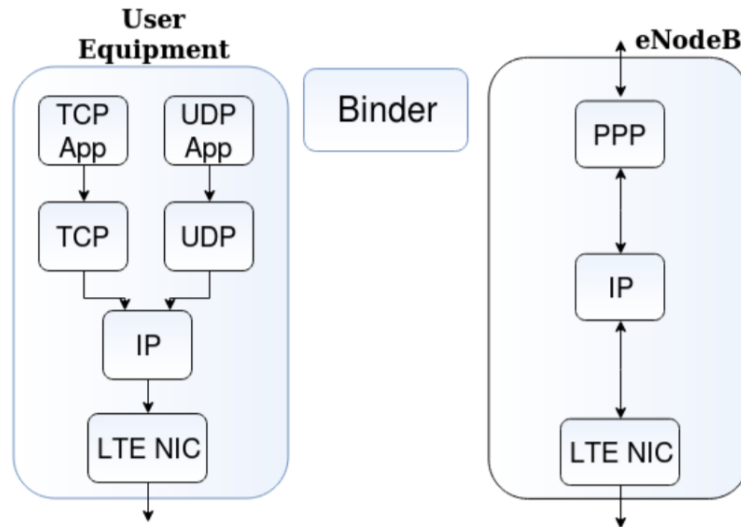 User
Equipment
TCP
App
UDP
App
TCP
UDP
IP
LTE NIC
Binder
eNodeB
PPP
IP
LTE NIC